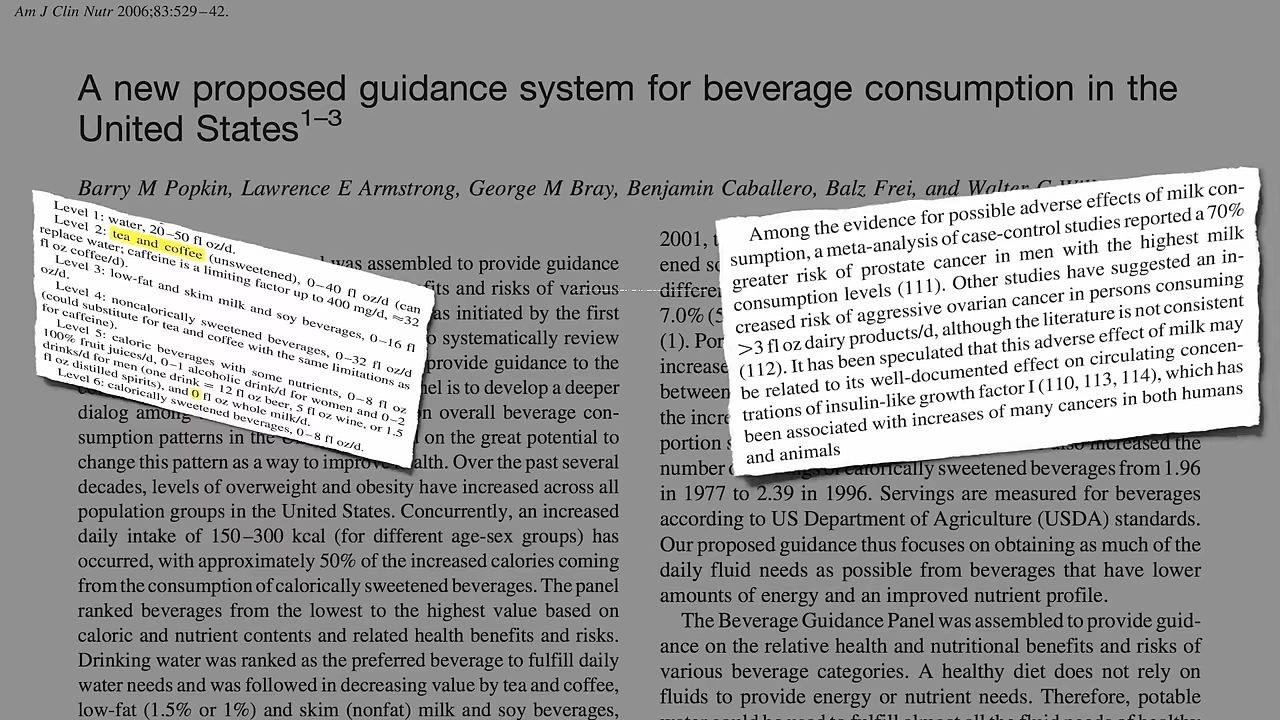 Am J Clin Nutr 2006;83:529–42.
A new proposed guidance system for beverage consumption in the
United States1–3
Barry M Popkin, Lawrence E Armstrong, George M Bray, Benjamin Caballero, Balz Frei, and Walter C
Level 1: water, 20–50 fl oz/d.
Level 2: tea and coffee (unsweetened), 0–40 fl oz/d (can
replace water; caffeine is a limiting factor up to 400 mg/d, ≈32
fl oz coffee/d).
Level 3: low-fat and skim milk and soy beverages, 0–16 fl
oz/d.
Level 4: noncalorically sweetened beverages, 0–32 fl oz/d
(could substitute for tea and coffee with the same limitations as
for caffeine).
Level 5: caloric beverages with some nutrients, 0–8 fl oz
100% fruit juices/d, 0–1 alcoholic drink/d for women and 0–2
drinks/d for men (one drink = 12 fl oz beer, 5 fl oz wine, or 1.5
fl oz distilled spirits), and 0 fl oz whole milk/d.
Level 6: calorically sweetened beverages, 0–8 fl oz/d.
was assembled to provide guidance
fits and risks of various
as initiated by the first
systematically review
provide guidance to the
nel is to develop a deeper
dialog among overall beverage con-
sumption patterns in the on the great potential to
change this pattern as a way to improve health. Over the past several
decades, levels of overweight and obesity have increased across all
population groups in the United States. Concurrently, an increased
daily intake of 150–300 kcal (for different age-sex groups) has
occurred, with approximately 50% of the increased calories coming
from the consumption of calorically sweetened beverages. The panel
ranked beverages from the lowest to the highest value based on
caloric and nutrient contents and related health benefits and risks.
Drinking water was ranked as the preferred beverage to fulfill daily
water needs and was followed in decreasing value by tea and coffee,
low-fat (1.5% or 1%) and skim (nonfat) milk and soy beverages,
Among the evidence for possible adverse effects of milk con-
sumption, a meta-analysis of case-control studies reported a 70%
greater risk of prostate cancer in men with the highest milk
consumption levels (111). Other studies have suggested an in-
creased risk of aggressive ovarian cancer in persons consuming
>3 fl oz dairy products/d, although the literature is not consistent
(112). It has been speculated that this adverse effect of milk may
be related to its well-documented effect on circulating concen-
trations of insulin-like growth factor I (110, 113, 114), which has
been associated with increases of many cancers in both humans
and animals
2001,
ened
differen
7.0%
(1). Por
increase
between
the incre
portion also increased the
number of calorically sweetened beverages from 1.96
in 1977 to 2.39 in 1996. Servings are measured for beverages
according to US Department of Agriculture (USDA) standards.
Our proposed guidance thus focuses on obtaining as much of the
daily fluid needs as possible from beverages that have lower
amounts of energy and an improved nutrient profile.
The Beverage Guidance Panel was assembled to provide guid-
ance on the relative health and nutritional benefits and risks of
various beverage categories. A healthy diet does not rely on
fluids to provide energy or nutrient needs. Therefore, potable
water could be used to fulfill almost all the fluid needs of healthy